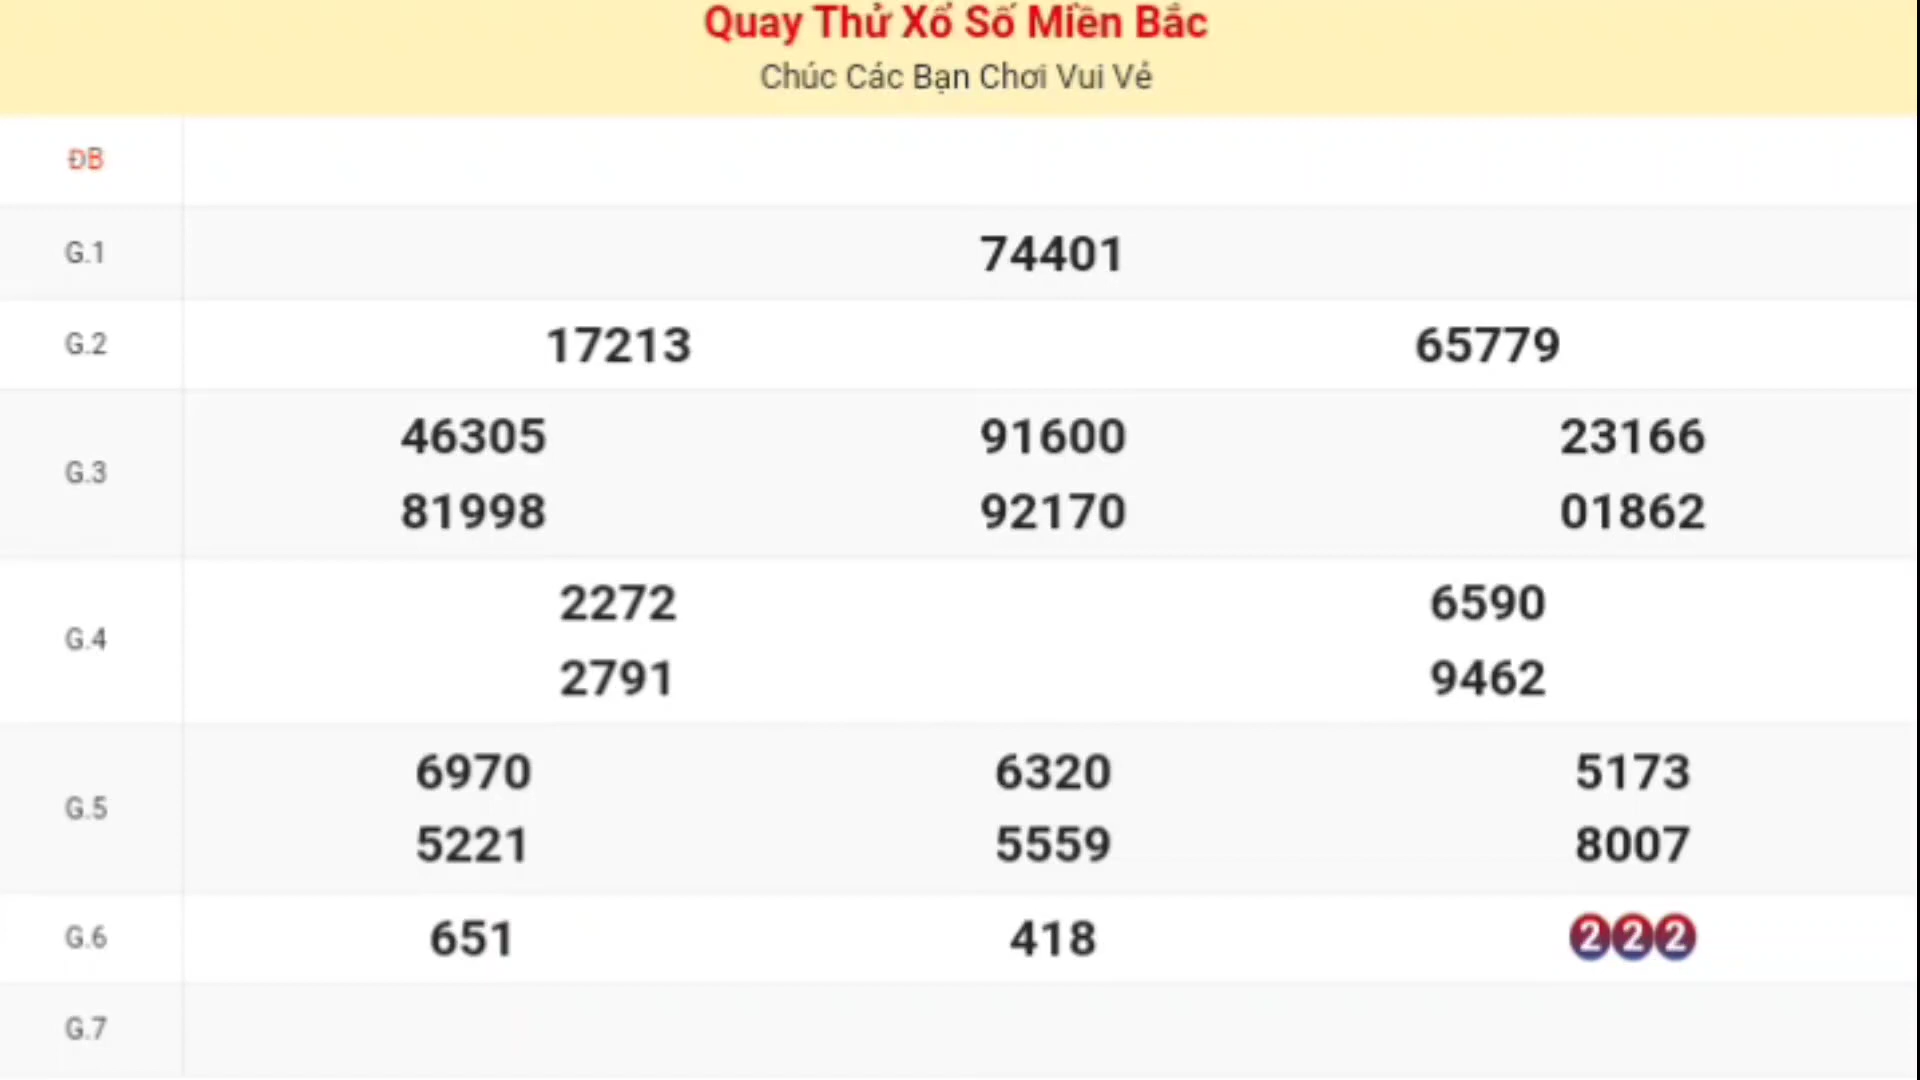 Quay Thử Xổ Số Miền Bắc
Chúc Các Bạn Chơi Vui Vẻ
ĐB
G.1 74401
G.2 17213 65779
G.3 46305 91600 23166
81998 92170 01862
G.4 2272 6590
2791 9462
G.5 6970 6320 5173
5221 5559 8007
G.6 651 418 222
G.7